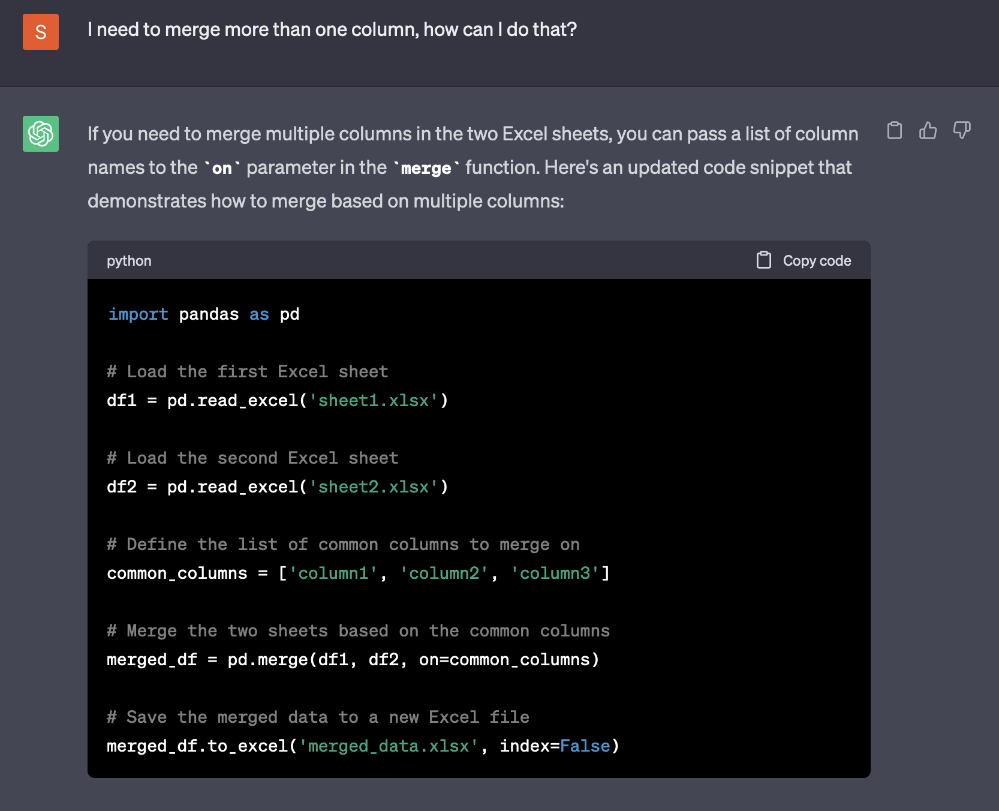 S
I need to merge more than one column, how can I do that?
If you need to merge multiple columns in the two Excel sheets, you can pass a list of column
names to the `on` parameter in the `merge` function. Here's an updated code snippet that
demonstrates how to merge based on multiple columns:
python
Copy code
import pandas as pd
# Load the first Excel sheet
df1 = pd.read_excel('sheet1.xlsx')
# Load the second Excel sheet
df2 = pd.read_excel('sheet2.xlsx')
# Define the list of common columns to merge on
common_columns = ['column1', 'column2', 'column3']
# Merge the two sheets based on the common columns
merged_df = pd.merge(df1, df2, on=common_columns)
# Save the merged data to a new Excel file
merged_df.to_excel('merged_data.xlsx', index=False)